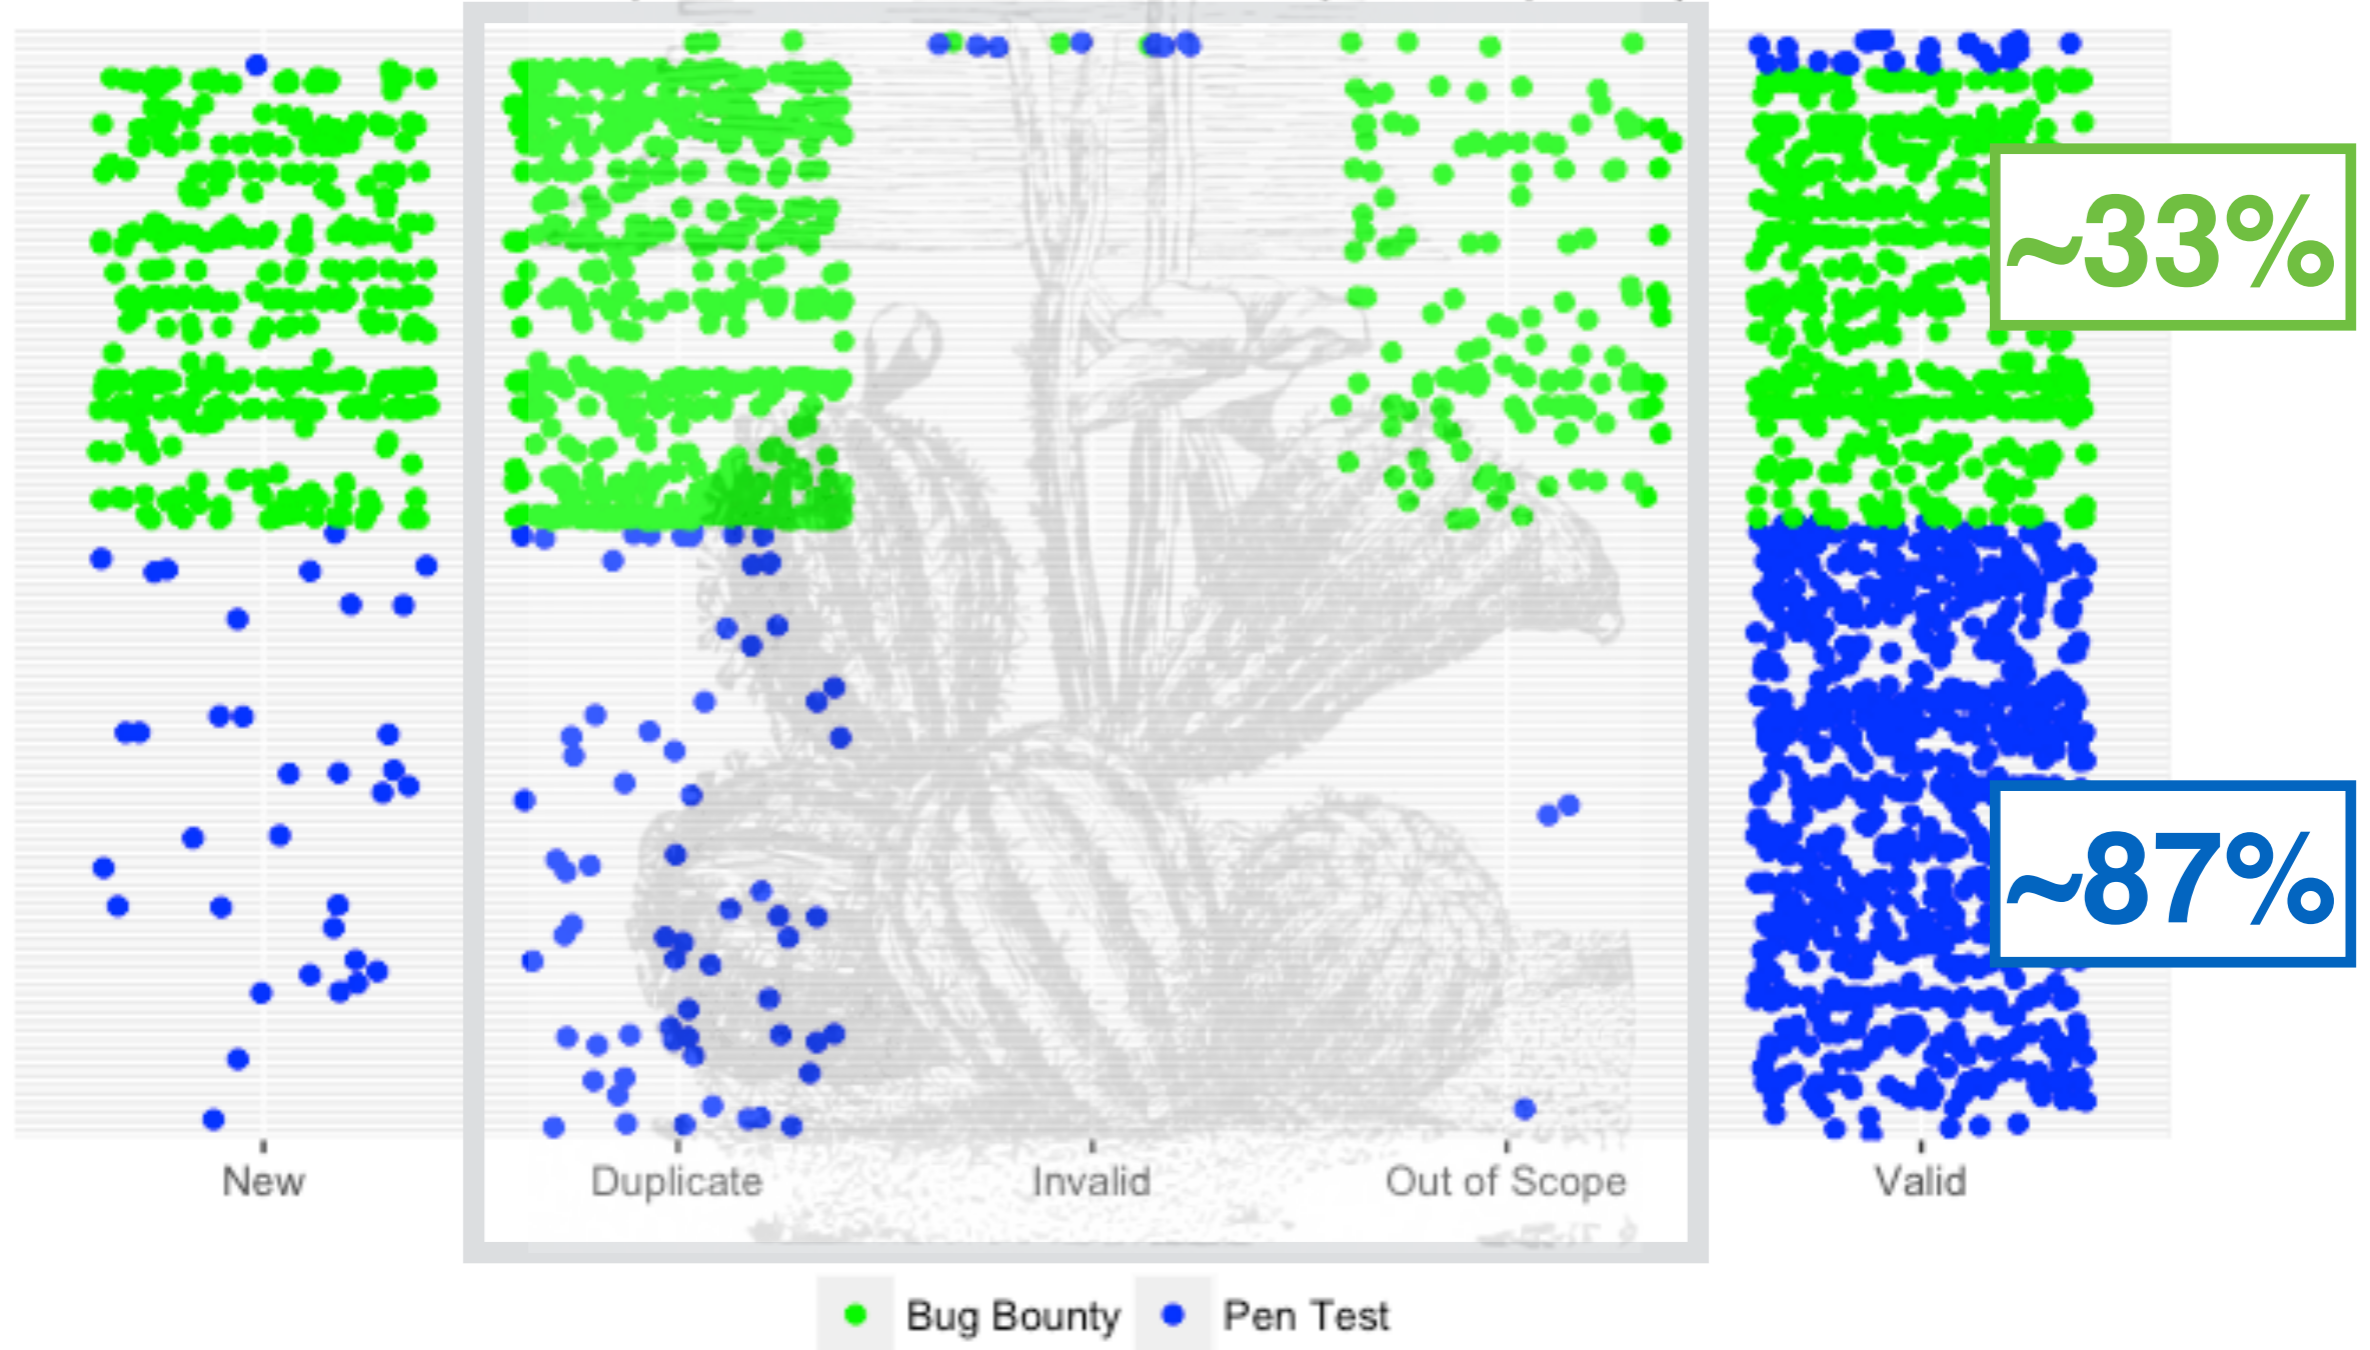 ~33%
~87%
New
Duplicate
Invalid
Out of Scope
Valid
Bug Bounty
Pen Test